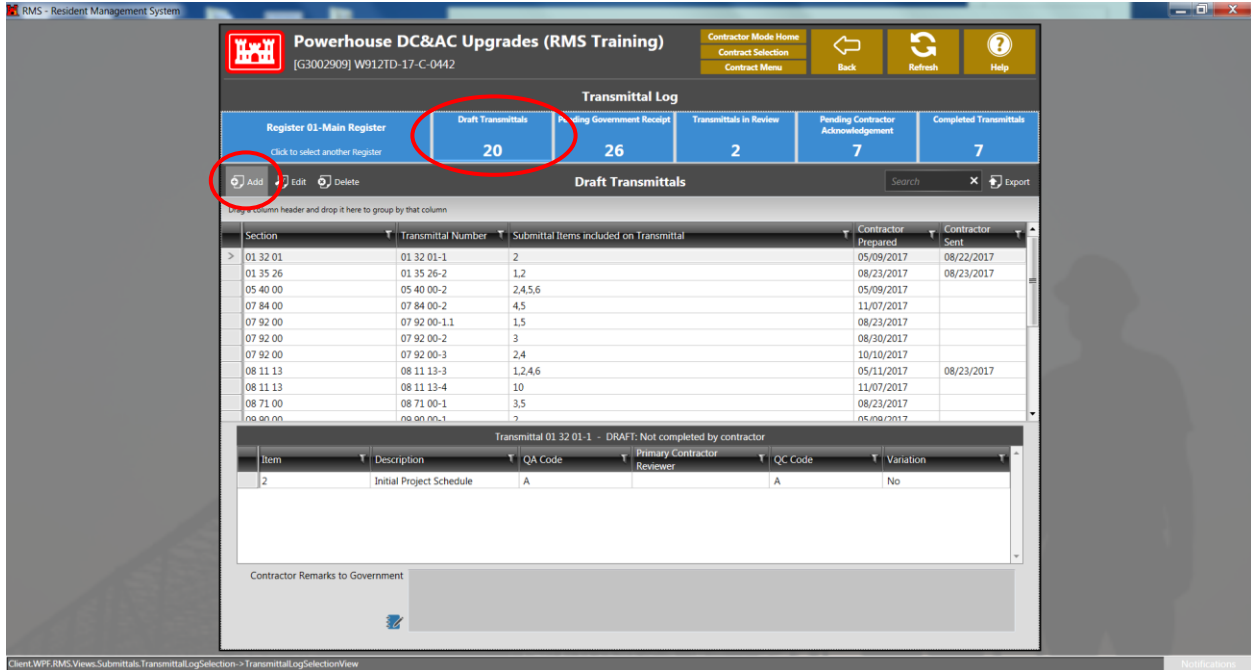 RMS - Resident Management System
Powerhouse DC&AC Upgrades (RMS Training)
[G3002909] W912TD-17-C-0442
Contractor Mode Home
Contract Selection
Contract Menu
Back
Refresh
Help
Transmittal Log
Register 01-Main Register
Click to select another Register
Draft Transmittals
20
Pending Government Receipt
26
Transmittals in Review
2
Pending Contractor
Acknowledgement
7
Completed Transmittals
7
Add Edit Delete
Draft Transmittals
Search
Export
Drag a column header and drop it here to group by that column
Section Transmittal Number Submittal Items included on Transmittal Contractor Prepared Contractor Sent
01 32 01 01 32 01-1 2 05/09/2017 08/22/2017
01 35 26 01 35 26-2 1,2 08/23/2017 08/23/2017
05 40 00 05 40 00-2 2,4,5,6 05/09/2017
07 84 00 07 84 00-2 4,5 11/07/2017
07 92 00 07 92 00-1.1 1,5 08/23/2017
07 92 00 07 92 00-2 3 08/30/2017
07 92 00 07 92 00-3 2,4 10/10/2017
08 11 13 08 11 13-3 1,2,4,6 05/11/2017 08/23/2017
08 11 13 08 11 13-4 10 11/07/2017
08 71 00 08 71 00-1 3,5 08/23/2017
09 90 00 09 90 00-1 2 05/09/2017
Transmittal 01 32 01-1 - DRAFT: Not completed by contractor
Item Description QA Code Primary Contractor Reviewer QC Code Variation
2 Initial Project Schedule A A No
Contractor Remarks to Government
Client.WPF.RMS.Views.Submittals.TransmittalLogSelection->TransmittalLogSelectionView
Notifications